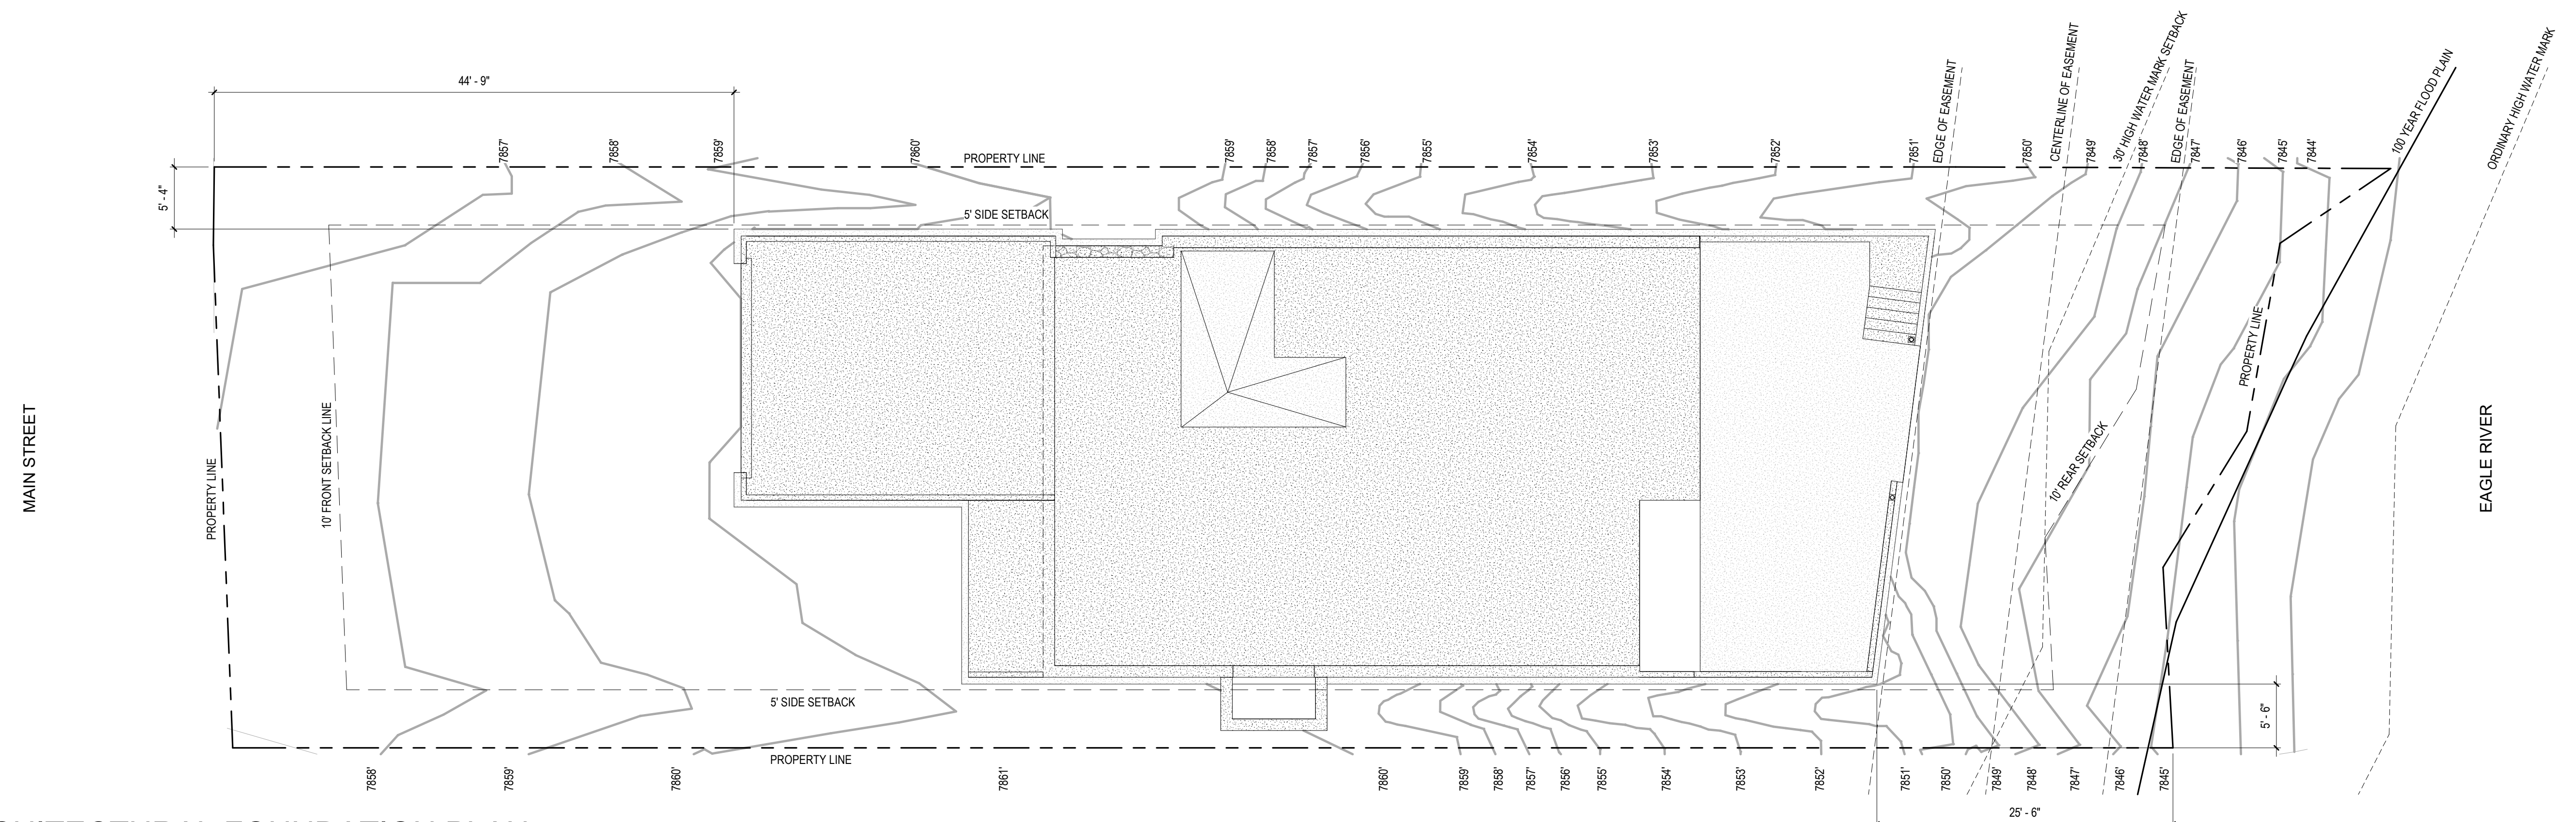 44' - 9"
5' - 4"
7857'
7858'
7859'
7860'
PROPERTY LINE
7859'
7858'
7857'
7856'
7855'
7854'
7853'
7852'
7851'
EDGE OF EASEMENT
7850'
CENTERLINE OF EASEMENT
7849'
30' HIGH WATER MARK SETBACK
7848'
EDGE OF EASEMENT
7847'
7846'
7845'
7844'
100 YEAR FLOOD PLAIN
ORDINARY HIGH WATER MARK
5' SIDE SETBACK
MAIN STREET
PROPERTY LINE
10' FRONT SETBACK LINE
10' REAR SETBACK
PROPERTY LINE
EAGLE RIVER
5' SIDE SETBACK
PROPERTY LINE
5' - 6"
7858'
7859'
7860'
7861'
7860'
7859'
7858'
7857'
7856'
7855'
7854'
7853'
7852'
7851'
7850'
7849'
7848'
7847'
7846'
7845'
25' - 6"